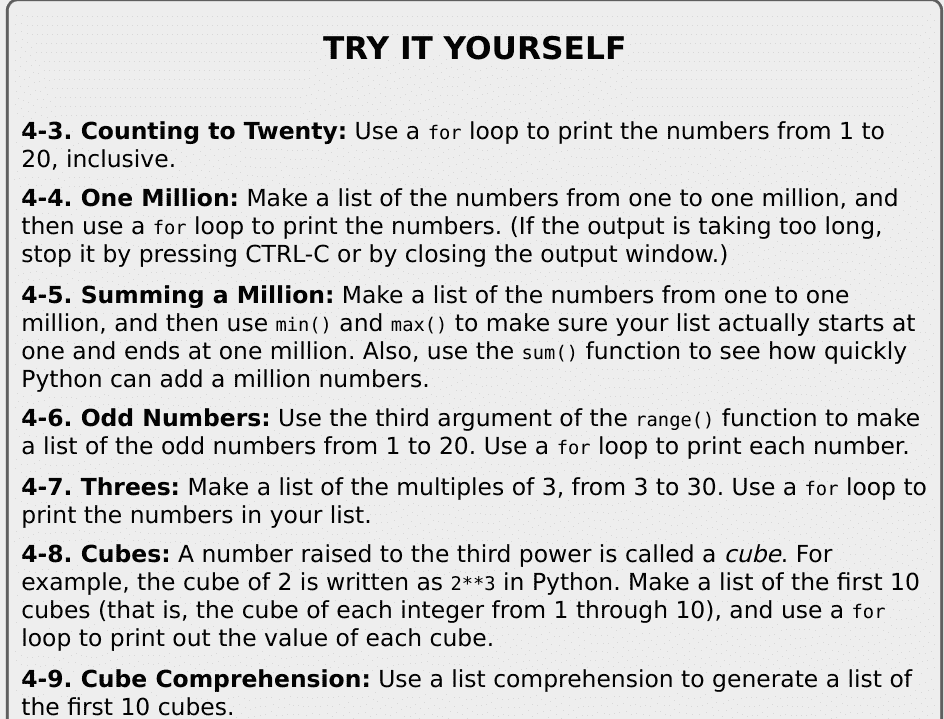 TRY IT YOURSELF
4-3. Counting to Twenty: Use a for loop to print the numbers from 1 to
20, inclusive.
4-4. One Million: Make a list of the numbers from one to one million, and
then use a for loop to print the numbers. (If the output is taking too long,
stop it by pressing CTRL-C or by closing the output window.)
4-5. Summing a Million: Make a list of the numbers from one to one
million, and then use min() and max() to make sure your list actually starts at
one and ends at one million. Also, use the sum() function to see how quickly
Python can add a million numbers.
4-6. Odd Numbers: Use the third argument of the range() function to make
a list of the odd numbers from 1 to 20. Use a for loop to print each number.
4-7. Threes: Make a list of the multiples of 3, from 3 to 30. Use a for loop to
print the numbers in your list.
4-8. Cubes: A number raised to the third power is called a cube. For
example, the cube of 2 is written as 2**3 in Python. Make a list of the first 10
cubes (that is, the cube of each integer from 1 through 10), and use a for
loop to print out the value of each cube.
4-9. Cube Comprehension: Use a list comprehension to generate a list of
the first 10 cubes.